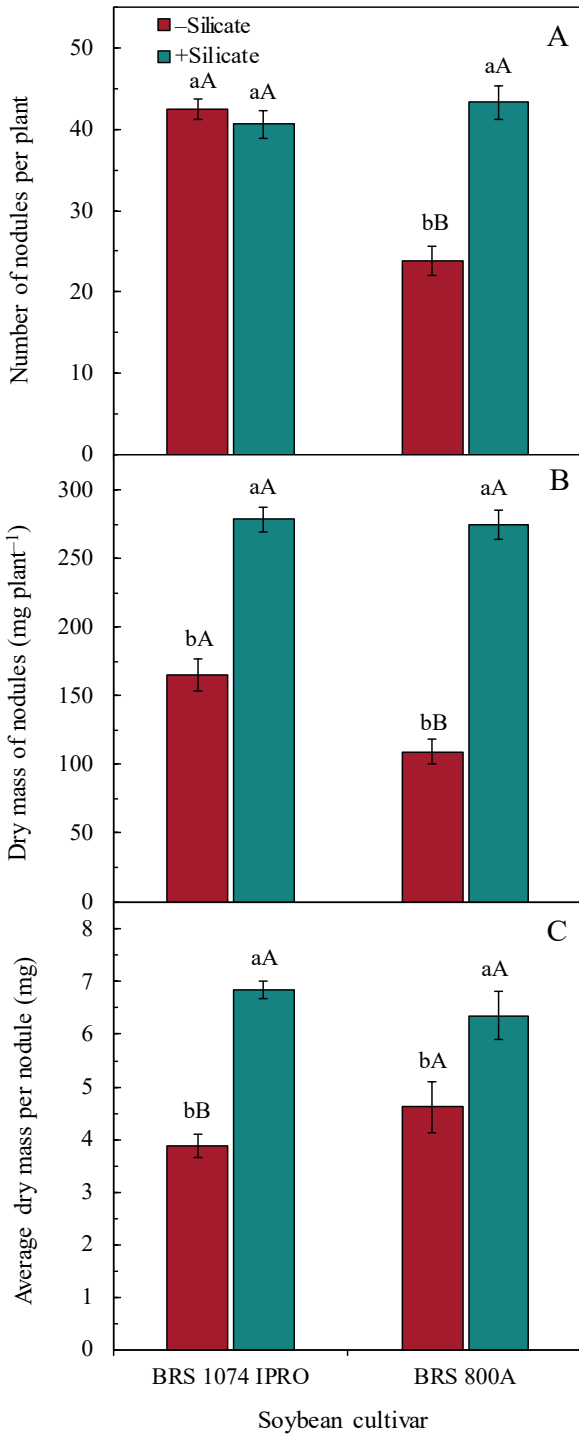 –Silicate
+Silicate
A
50
40
30
20
10
0
Number of nodules per plant
aA
aA
bB
aA
B
300
250
200
150
100
50
0
Dry mass of nodules (mg plant⁻¹)
bA
aA
bB
aA
C
8
7
6
5
4
3
2
1
0
Average dry mass per nodule (mg)
bB
aA
bA
aA
BRS 1074 IPRO
BRS 800A
Soybean cultivar